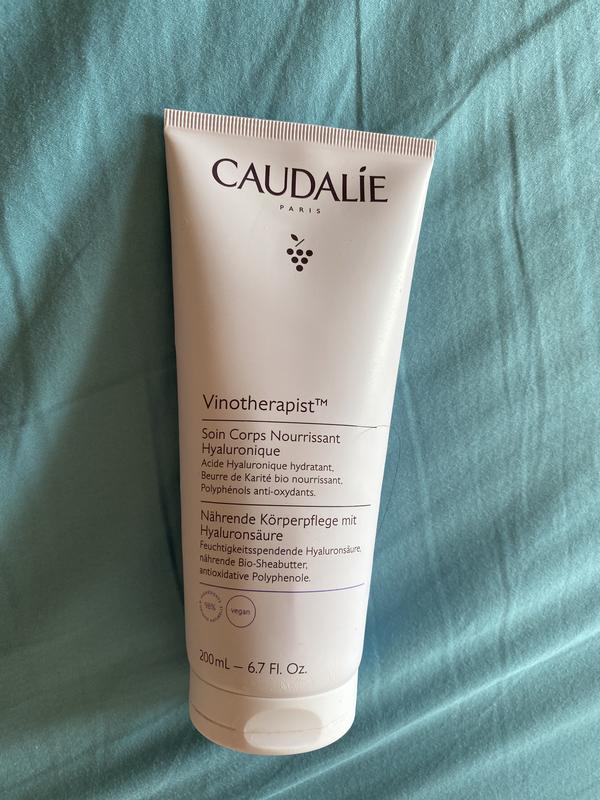 CAUDALÍE
PARIS
Vinotherapist™
Soin Corps Nourrissant
Hyaluronique
Acide Hyaluronique hydratant,
Beurre de Karité bio nourrissant,
Polyphénols anti-oxydants.
Nährende Körperpflege mit
Hyaluronsäure
Feuchtigkeitsspendende Hyaluronsäure,
nährende Bio-Sheabutter,
antioxidative Polyphenole.
98%
vegan
200mL – 6.7 Fl. Oz.